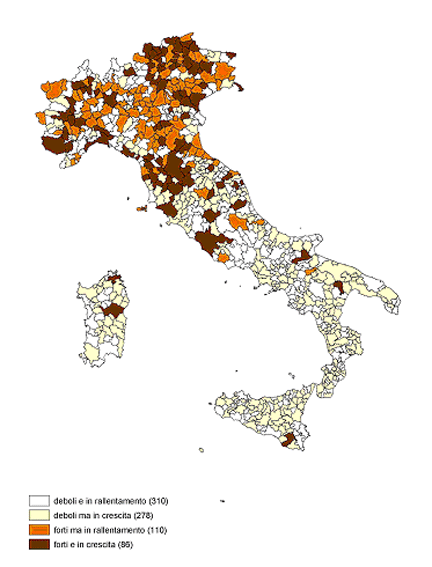 deboli e in rallentamento (310)
deboli ma in crescita (278)
forti ma in rallentamento (110)
forti e in crescita (86)